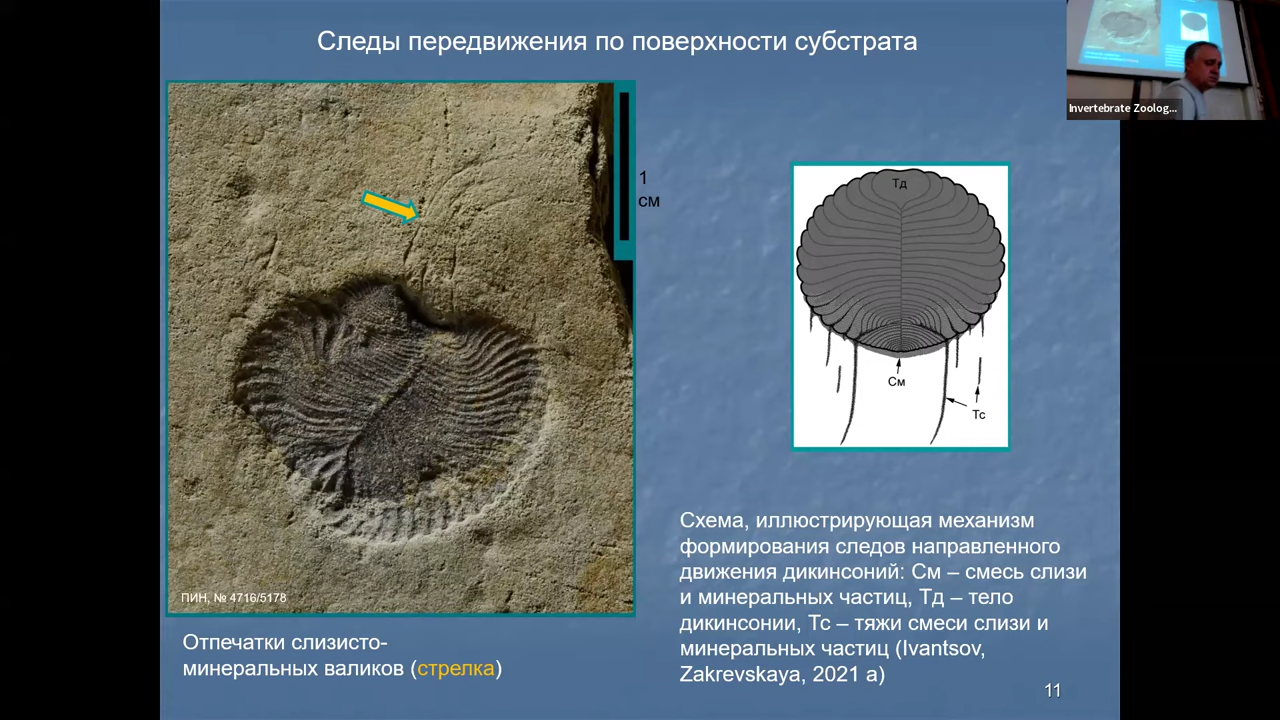 Следы передвижения по поверхности субстрата
Invertebrate Zoolog...
1
см
Тд
См
Тс
ПИН, № 4716/5178
Отпечатки слизисто-
минеральных валиков (стрелка)
Схема, иллюстрирующая механизм
формирования следов направленного
движения дикинсоний: См – смесь слизи
и минеральных частиц, Тд – тело
дикинсонии, Тс – тяжи смеси слизи и
минеральных частиц (Ivantsov,
Zakrevskaya, 2021 a)
11